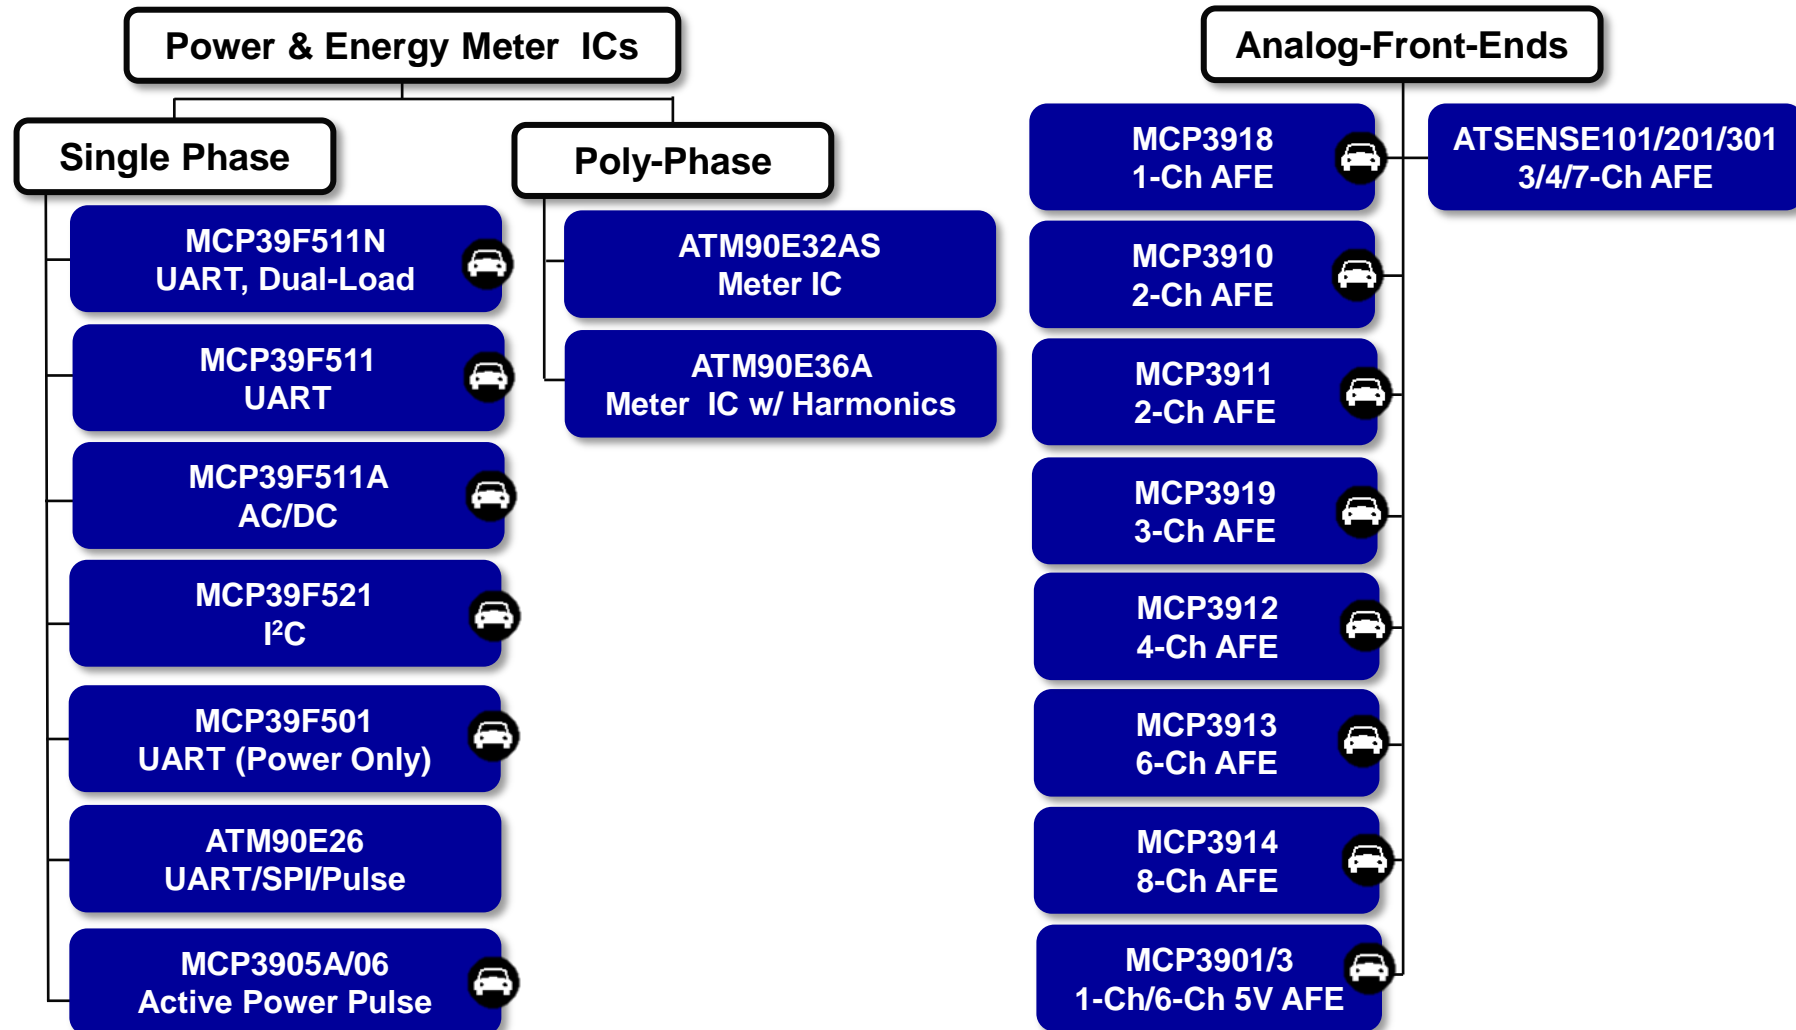 Power & Energy Meter  ICs
Single Phase
MCP39F511N
UART, Dual-Load
MCP39F511
UART
MCP39F511A
AC/DC
MCP39F521
I²C
MCP39F501
UART (Power Only)
ATM90E26
UART/SPI/Pulse
MCP3905A/06
Active Power Pulse
Poly-Phase
ATM90E32AS
Meter IC
ATM90E36A
Meter  IC w/ Harmonics
Analog-Front-Ends
MCP3918
1-Ch AFE
MCP3910
2-Ch AFE
MCP3911
2-Ch AFE
MCP3919
3-Ch AFE
MCP3912
4-Ch AFE
MCP3913
6-Ch AFE
MCP3914
8-Ch AFE
MCP3901/3
1-Ch/6-Ch 5V AFE
ATSENSE101/201/301
3/4/7-Ch AFE